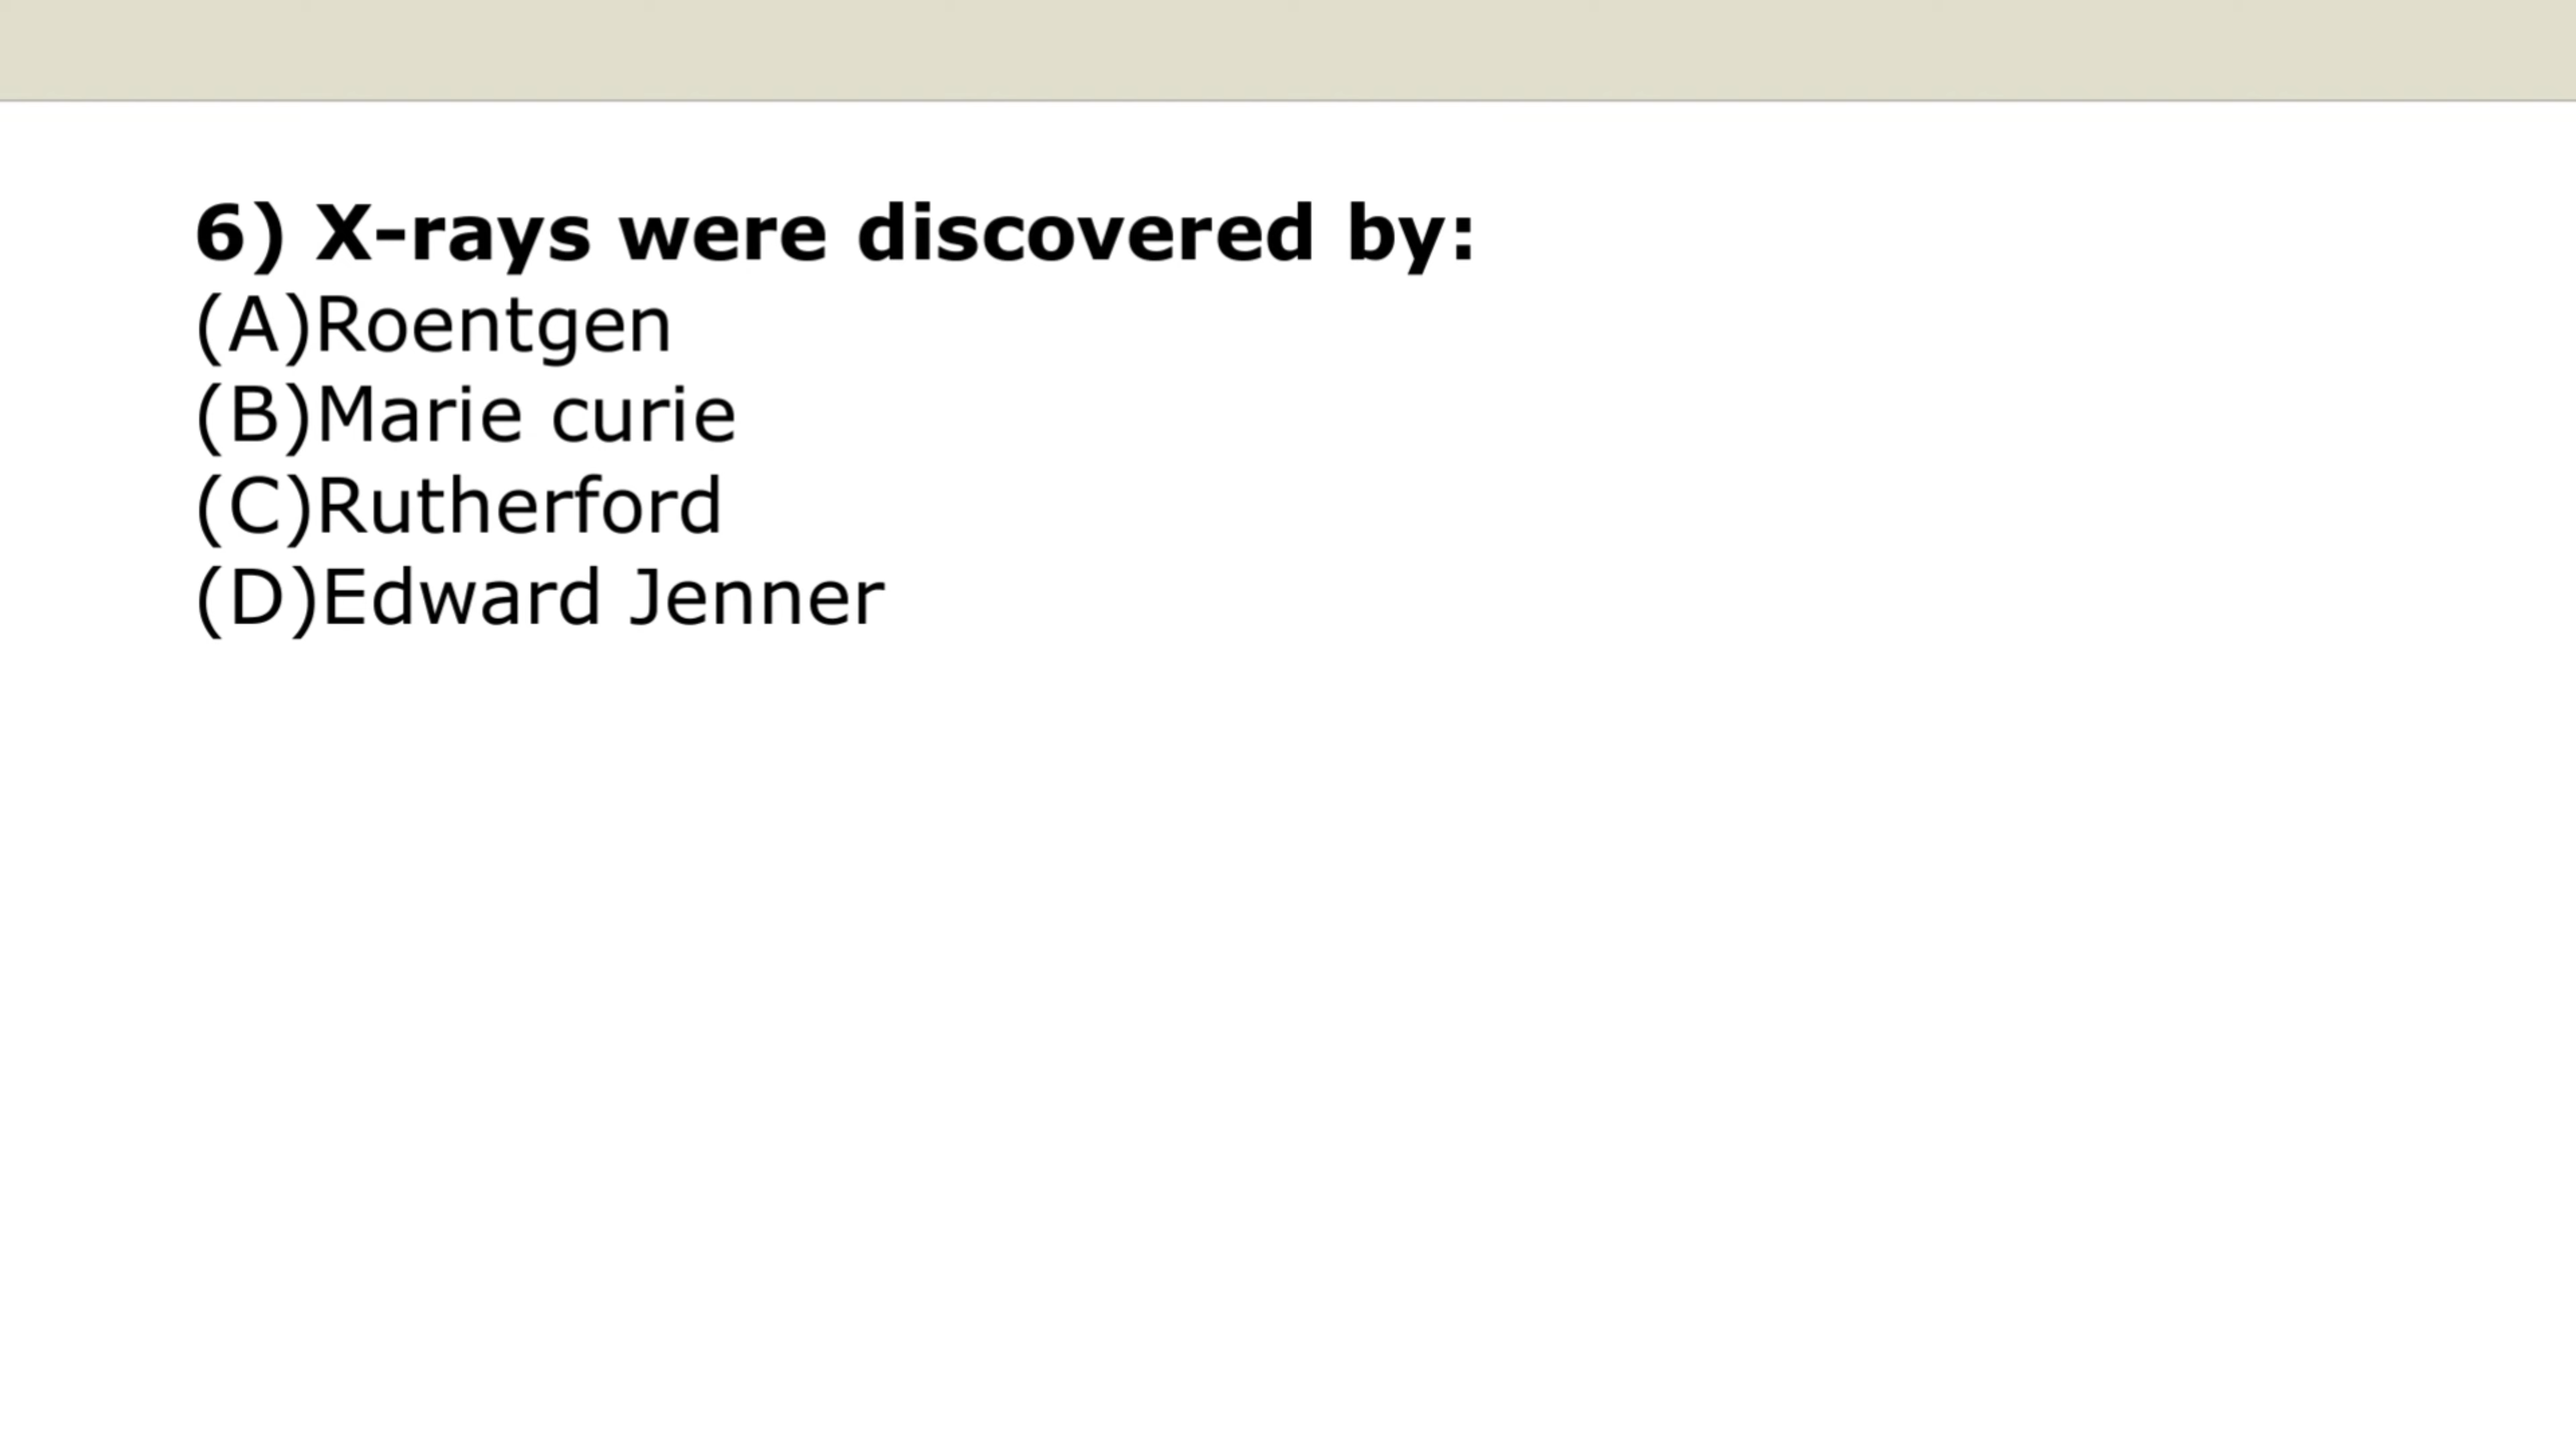 6) X-rays were discovered by:
(A)Roentgen
(B)Marie curie
(C)Rutherford
(D)Edward Jenner